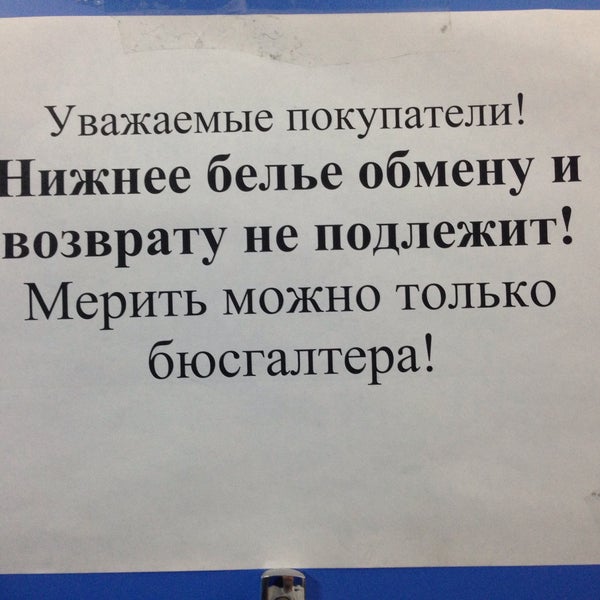 Уважаемые покупатели!
Нижнее белье обмену и
возврату не подлежит!
Мерить можно только
бюсгалтера!